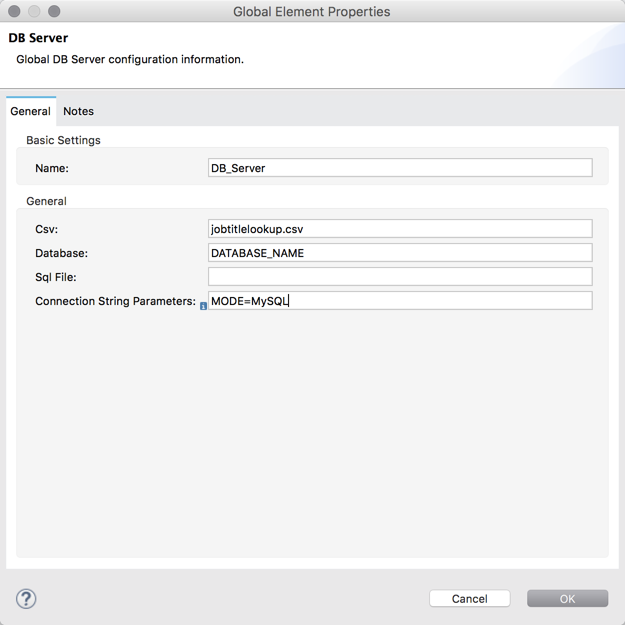 Global Element Properties
DB Server
Global DB Server configuration information.
General Notes
Basic Settings
Name: DB_Server
General
Csv: jobtitlelookup.csv
Database: DATABASE_NAME
Sql File:
Connection String Parameters: i MODE=MySQL
? Cancel OK